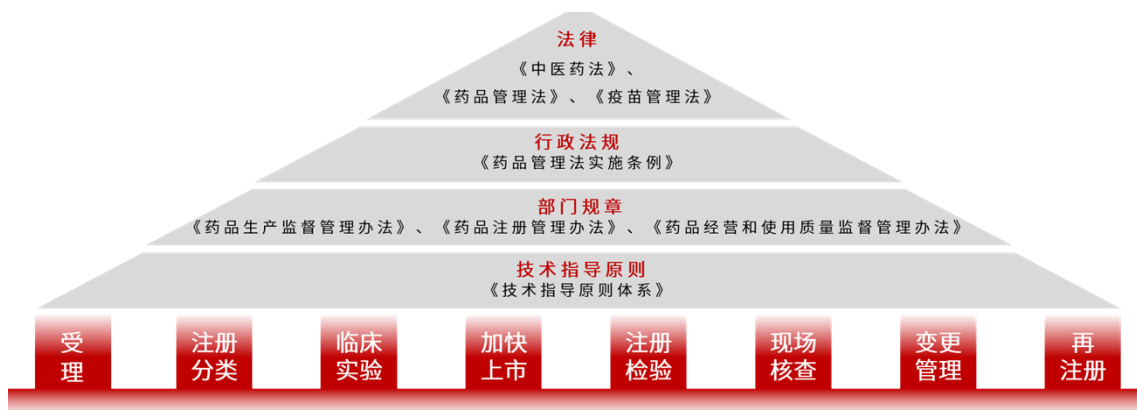 法律
《中医药法》、
《药品管理法》、《疫苗管理法》
行政法规
《药品管理法实施条例》
部门规章
《药品生产监督管理办法》、《药品注册管理办法》、《药品经营和使用质量监督管理办法》
技术指导原则
《技术指导原则体系》
受
理
注册
分类
临床
实验
加快
上市
注册
检验
现场
核查
变更
管理
再
注册